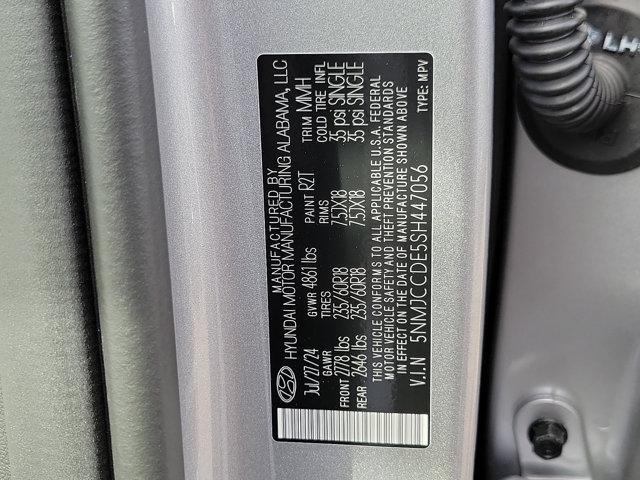 MANUFACTURED BY
HYUNDAI MOTOR MANUFACTURING ALABAMA, LLC
Jul/27/24 GVWR 4861 lbs PAINT R2T TRIM MMH
GAWR TIRES RIMS COLD TIRE INFL
FRONT 2778 lbs 235/60R18 7.5JX18 35 psi SINGLE
REAR 2646 lbs 235/60R18 7.5JX18 35 psi SINGLE
THIS VEHICLE CONFORMS TO ALL APPLICABLE U.S.A. FEDERAL
MOTOR VEHICLE SAFETY AND THEFT PREVENTION STANDARDS
IN EFFECT ON THE DATE OF MANUFACTURE SHOWN ABOVE
V.I.N 5NMJCCDE5SH447056 TYPE: MPV
LH